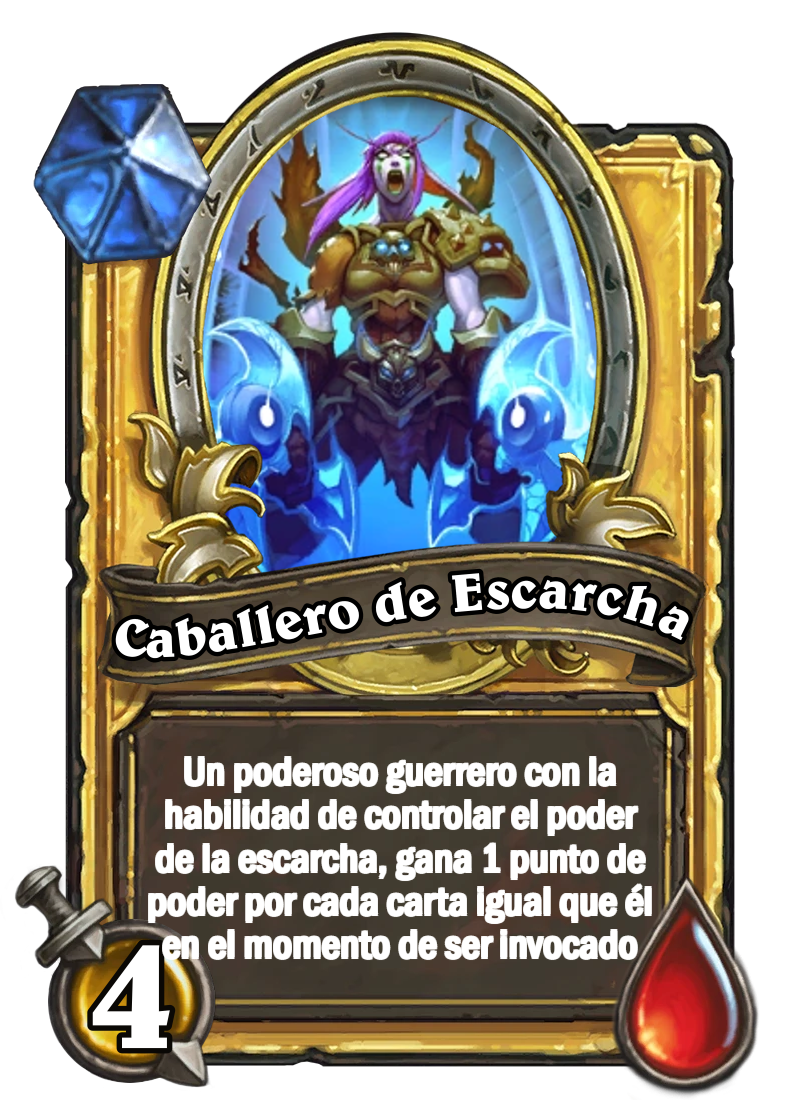 Caballero de Escarcha
Un poderoso guerrero con la
habilidad de controlar el poder
de la escarcha, gana 1 punto de
poder por cada carta igual que él
en el momento de ser invocado
4